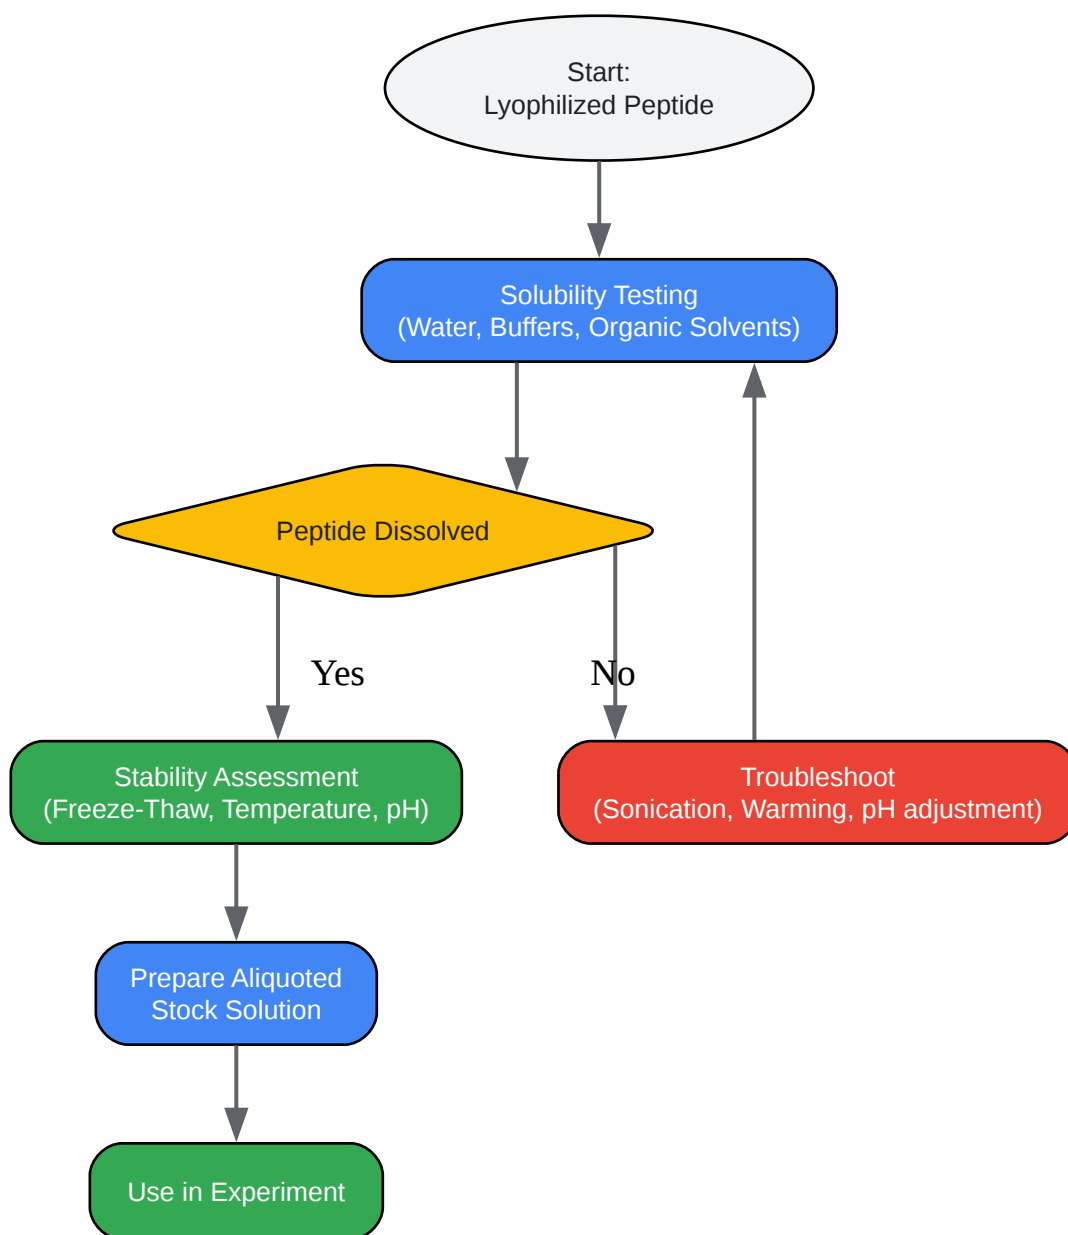 Start:
Lyophilized Peptide
Solubility Testing
(Water, Buffers, Organic Solvents)
Peptide Dissolved
Yes
No
Stability Assessment
(Freeze-Thaw, Temperature, pH)
Troubleshoot
(Sonication, Warming, pH adjustment)
Prepare Aliquoted
Stock Solution
Use in Experiment